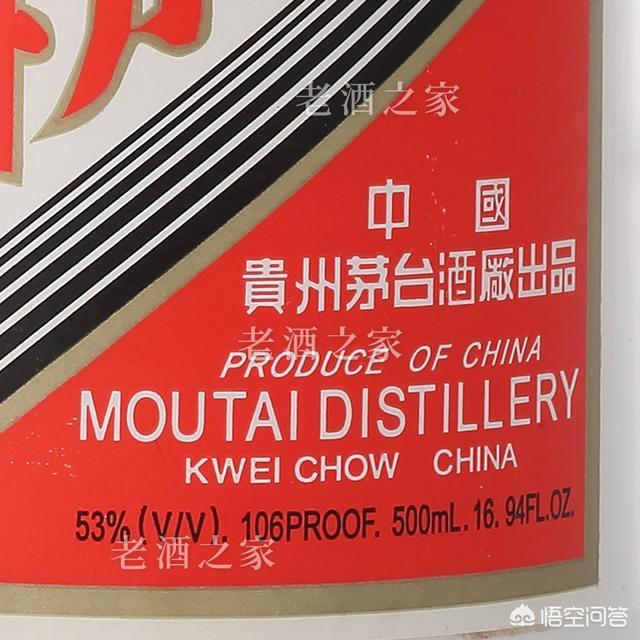 老酒之家
中國
貴州茅台酒廠出品
老酒之家
PRODUCE OF CHINA
MOUTAI DISTILLERY
KWEI CHOW CHINA
53% (V/V). 106PROOF. 500mL. 16. 94FL.OZ.
老酒之家
悟空问答